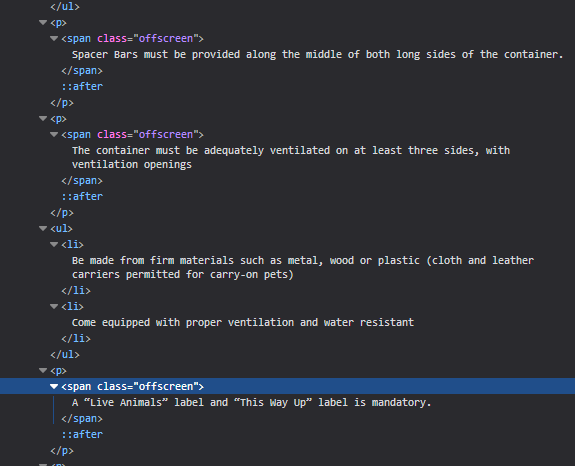 </ul>
<p>
<span class="offscreen">
Spacer Bars must be provided along the middle of both long sides of the container.
</span>
::after
</p>
<p>
<span class="offscreen">
The container must be adequately ventilated on at least three sides, with
ventilation openings
</span>
::after
</p>
<ul>
<li>
Be made from firm materials such as metal, wood or plastic (cloth and leather
carriers permitted for carry-on pets)
</li>
<li>
Come equipped with proper ventilation and water resistant
</li>
</ul>
<p>
<span class="offscreen">
A “Live Animals” label and “This Way Up” label is mandatory.
</span>
::after
</p>
<p>